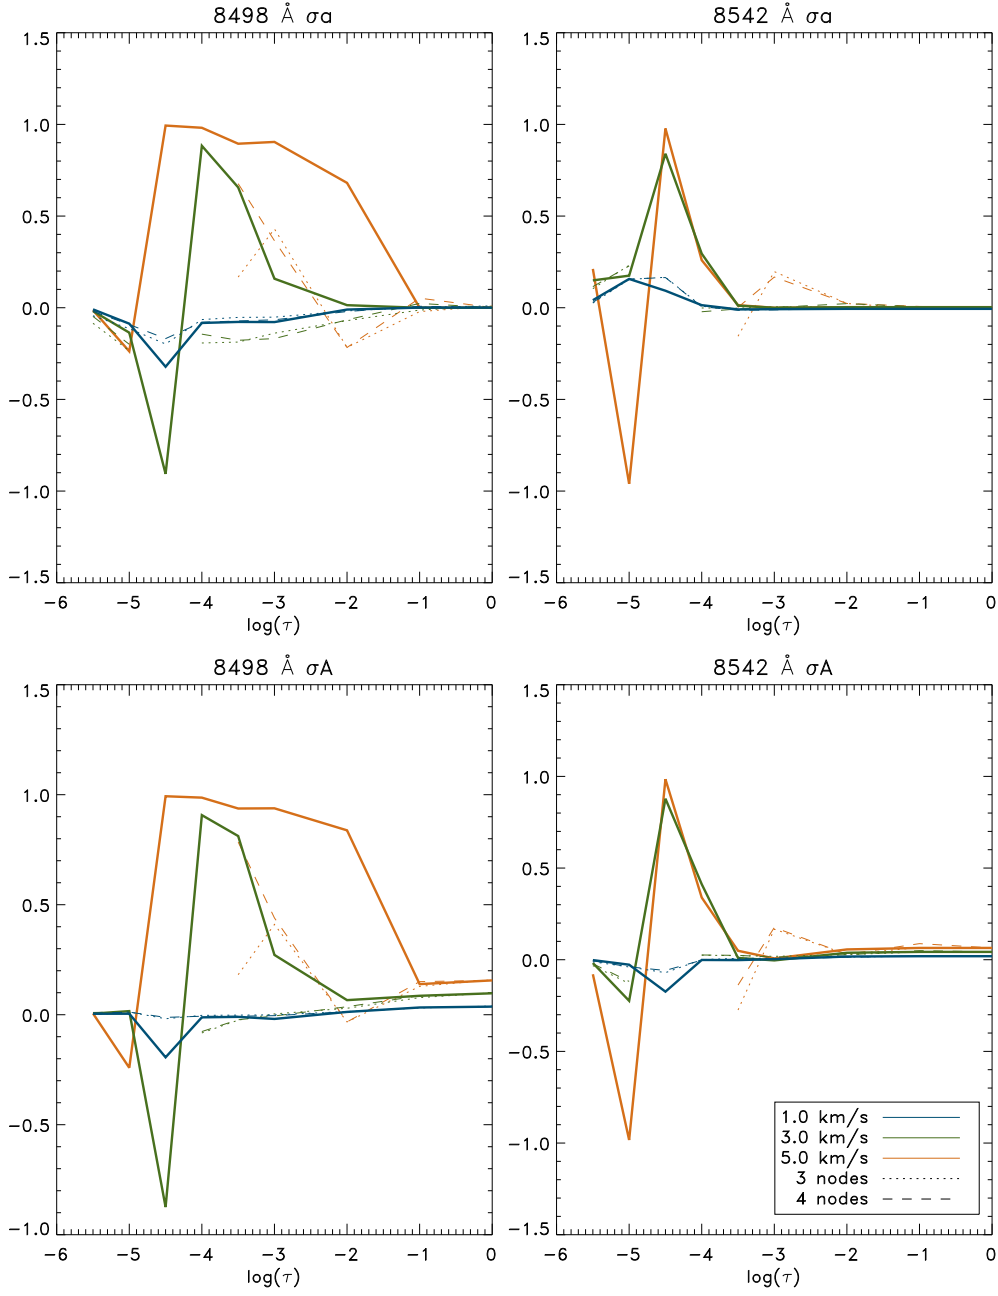 8498 Å σa
8542 Å σa
1.5
1.0
0.5
0.0
−0.5
−1.0
−1.5
−6 −5 −4 −3 −2 −1 0
log(τ)
1.5
1.0
0.5
0.0
−0.5
−1.0
−1.5
−6 −5 −4 −3 −2 −1 0
log(τ)
8498 Å σA
8542 Å σA
1.5
1.0
0.5
0.0
−0.5
−1.0
−6 −5 −4 −3 −2 −1 0
log(τ)
1.5
1.0
0.5
0.0
−0.5
−1.0
−1.5
−6 −5 −4 −3 −2 −1 0
log(τ)
1.0 km/s
3.0 km/s
5.0 km/s
3 nodes
4 nodes